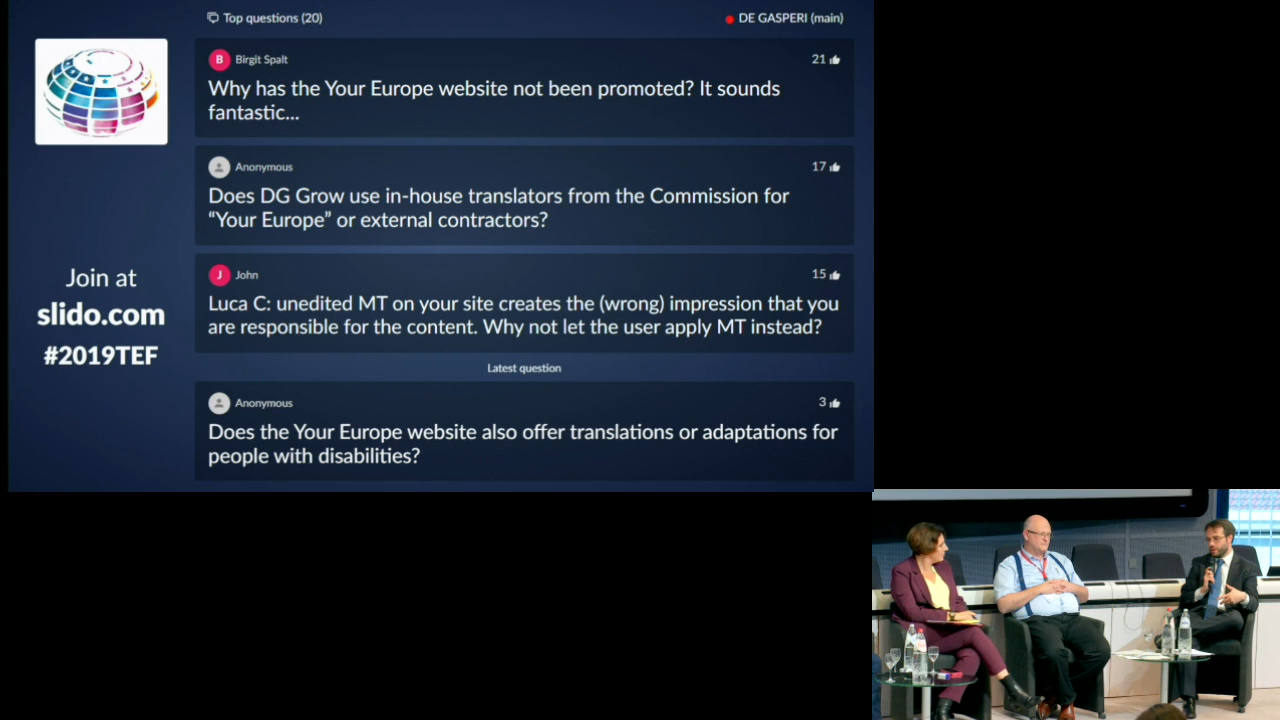 Top questions (20)
DE GASPERI (main)
B Birgit Spalt
21
Why has the Your Europe website not been promoted? It sounds
fantastic...
Anonymous
17
Does DG Grow use in-house translators from the Commission for
“Your Europe” or external contractors?
J John
15
Luca C: unedited MT on your site creates the (wrong) impression that you
are responsible for the content. Why not let the user apply MT instead?
Latest question
Anonymous
3
Does the Your Europe website also offer translations or adaptations for
people with disabilities?
Join at
slido.com
#2019TEF